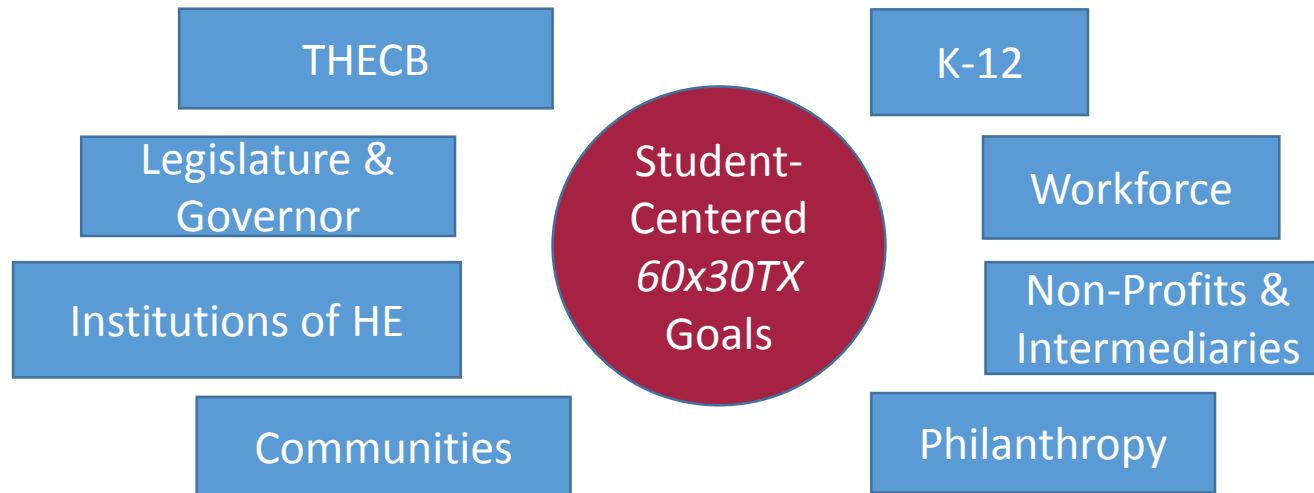 THECB
Legislature &
Governor
Institutions of HE
Communities
Student-
Centered
60x30TX
Goals
K-12
Workforce
Non-Profits &
Intermediaries
Philanthropy